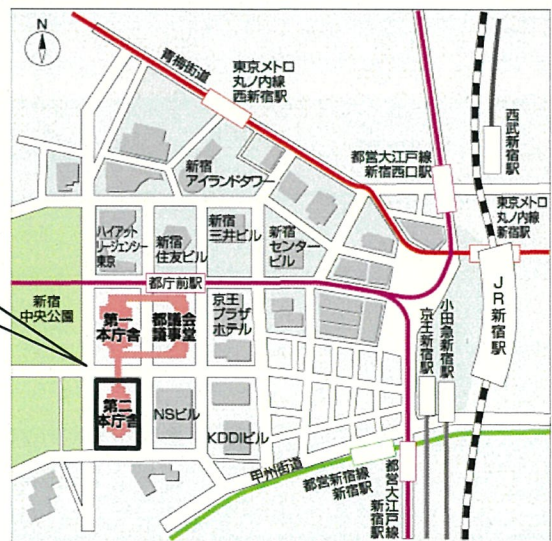 N
青梅街道
東京メトロ
丸ノ内線
西新宿駅
西武新宿駅
都営大江戸線
新宿西口駅
新宿
アイランドタワー
東京メトロ
丸ノ内線
新宿駅
ハイアット
リージェンシー
東京
新宿
住友ビル
新宿
三井ビル
新宿
センター
ビル
都庁前駅
JR新宿駅
新宿
中央公園
第一
本庁舎
都議会
議事堂
京王
プラザ
ホテル
小田急新宿駅
京王新宿駅
第二
本庁舎
NSビル
KDDIビル
甲州街道
都営新宿線
新宿駅
都営大江戸線
新宿駅